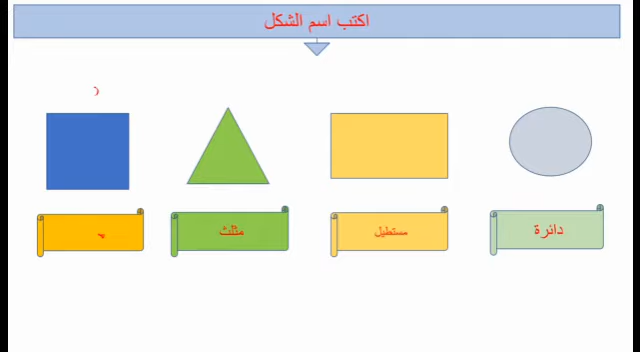 اكتب اسم الشكل
دائرة
مستطيل
مثلث